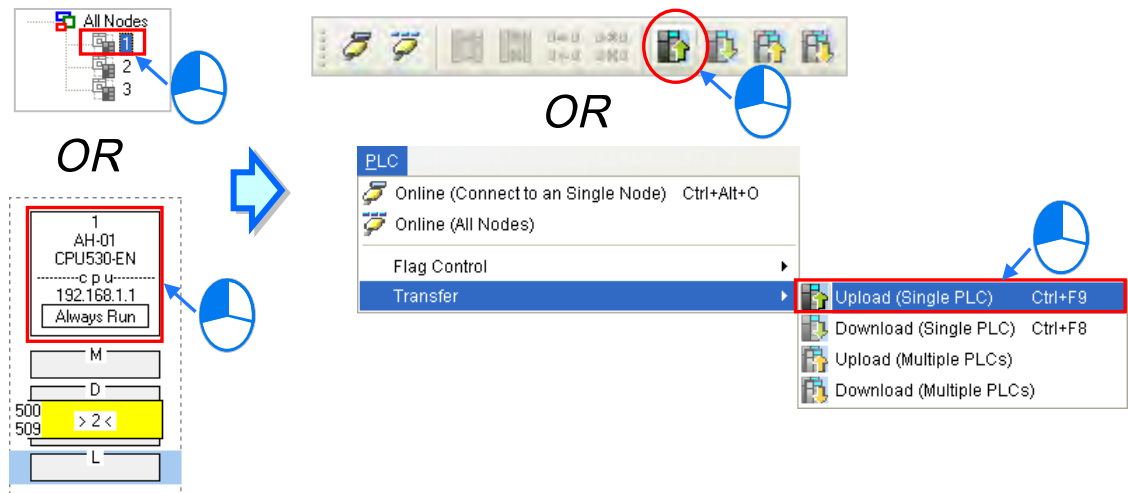 All Nodes
1
2
3
OR
1
AH-01
CPU530-EN
c p u
192.168.1.1
Always Run
M
D
500
509
> 2 <
L
OR
PLC
Online (Connect to an Single Node) Ctrl+Alt+O
Online (All Nodes)
Flag Control
Transfer
Upload (Single PLC) Ctrl+F9
Download (Single PLC) Ctrl+F8
Upload (Multiple PLCs)
Download (Multiple PLCs)